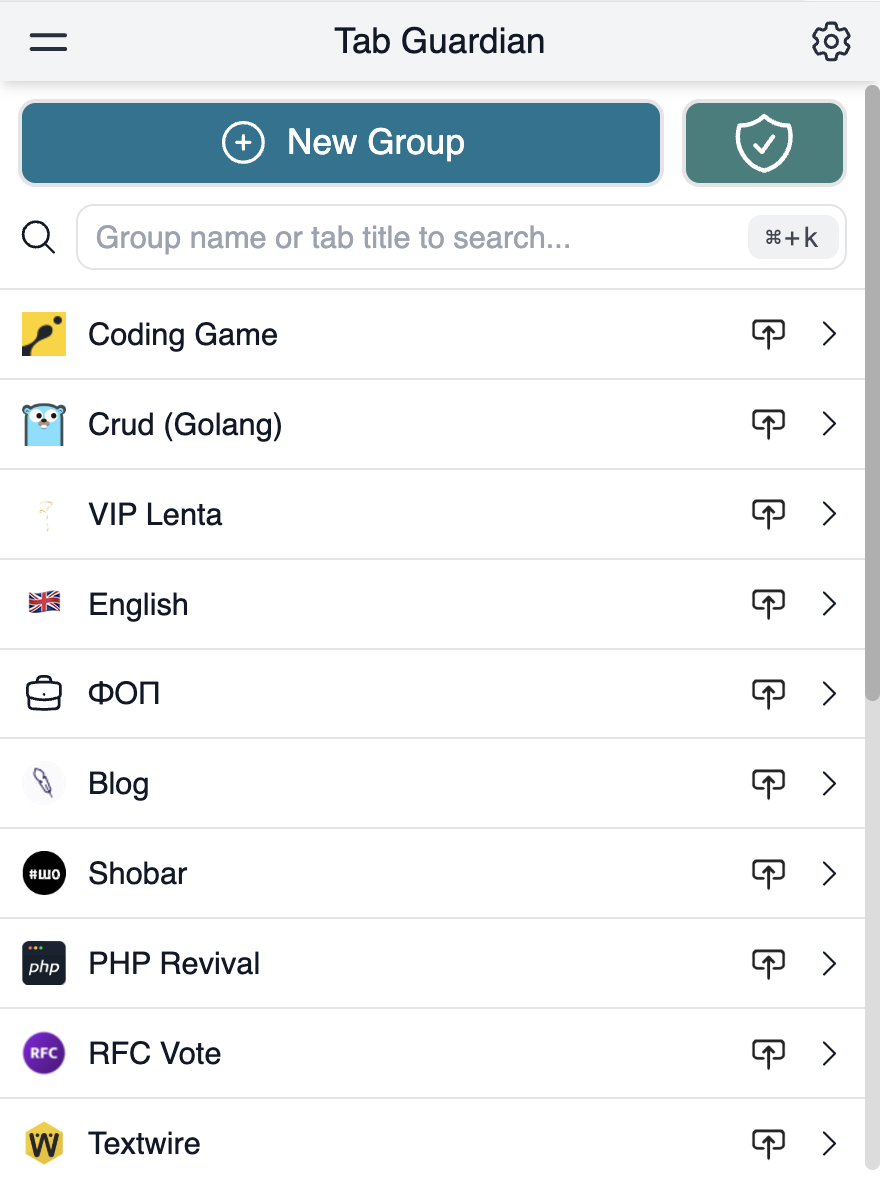 Tab Guardian
New Group
Group name or tab title to search...
⌘+k
Coding Game
Crud (Golang)
VIP Lenta
English
ФОП
Blog
#шо
Shobar
php
PHP Revival
RFC
RFC Vote
W
Textwire